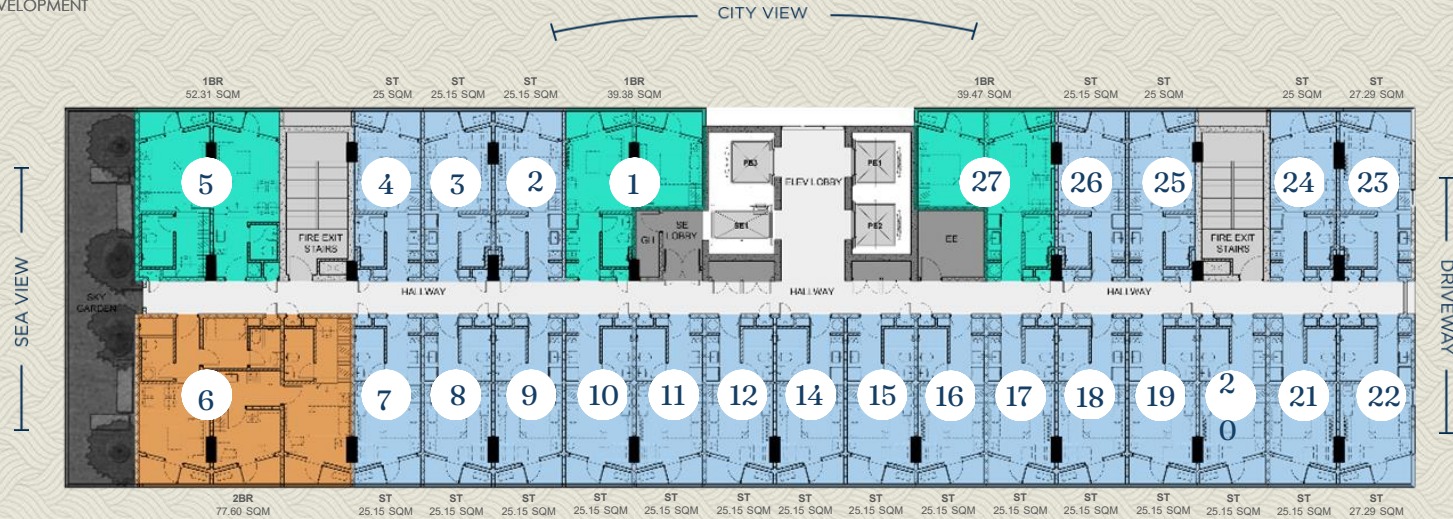 VELOPMENT
CITY VIEW
1BR
52.31 SQM
ST
25 SQM
ST
25.15 SQM
ST
25.15 SQM
1BR
39.38 SQM
1BR
39.47 SQM
ST
25.15 SQM
ST
25 SQM
ST
25 SQM
ST
27.29 SQM
5
4
3
2
1
27
26
25
24
23
PE3
ELEV LOBBY
PE1
FIRE EXIT
STAIRS
GU
SE
LOBBY
SE1
PE2
EE
FIRE EXIT
STAIRS
SEA VIEW
SKY
GARDEN
HALLWAY
HALLWAY
HALLWAY
DRIVEWAY
6
7
8
9
10
11
12
14
15
16
17
18
19
2
0
21
22
2BR
77.60 SQM
ST
25.15 SQM
ST
25.15 SQM
ST
25.15 SQM
ST
25.15 SQM
ST
25.15 SQM
ST
25.15 SQM
ST
25.15 SQM
ST
25.15 SQM
ST
25.15 SQM
ST
25.15 SQM
ST
25.15 SQM
ST
25.15 SQM
ST
25.15 SQM
ST
25.15 SQM
ST
27.29 SQM